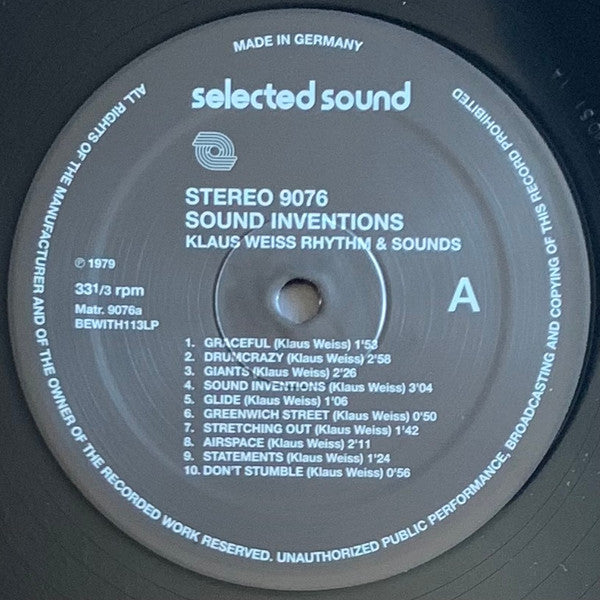 MADE IN GERMANY
selected sound
STEREO 9076
SOUND INVENTIONS
KLAUS WEISS RHYTHM & SOUNDS
℗ 1979
33 1/3 rpm
Matr. 9076a
BEWITH113LP
A
1. GRACEFUL (Klaus Weiss) 1'53
2. DRUMCRAZY (Klaus Weiss) 2'58
3. GIANTS (Klaus Weiss) 2'26
4. SOUND INVENTIONS (Klaus Weiss) 3'04
5. GLIDE (Klaus Weiss) 1'06
6. GREENWICH STREET (Klaus Weiss) 0'50
7. STRETCHING OUT (Klaus Weiss) 1'42
8. AIRSPACE (Klaus Weiss) 2'11
9. STATEMENTS (Klaus Weiss) 1'24
10. DON'T STUMBLE (Klaus Weiss) 0'56
ALL RIGHTS OF THE MANUFACTURER AND OF THE OWNER OF THE RECORDED WORK RESERVED. UNAUTHORIZED PUBLIC PERFORMANCE, BROADCASTING AND COPYING OF THIS RECORD PROHIBITED